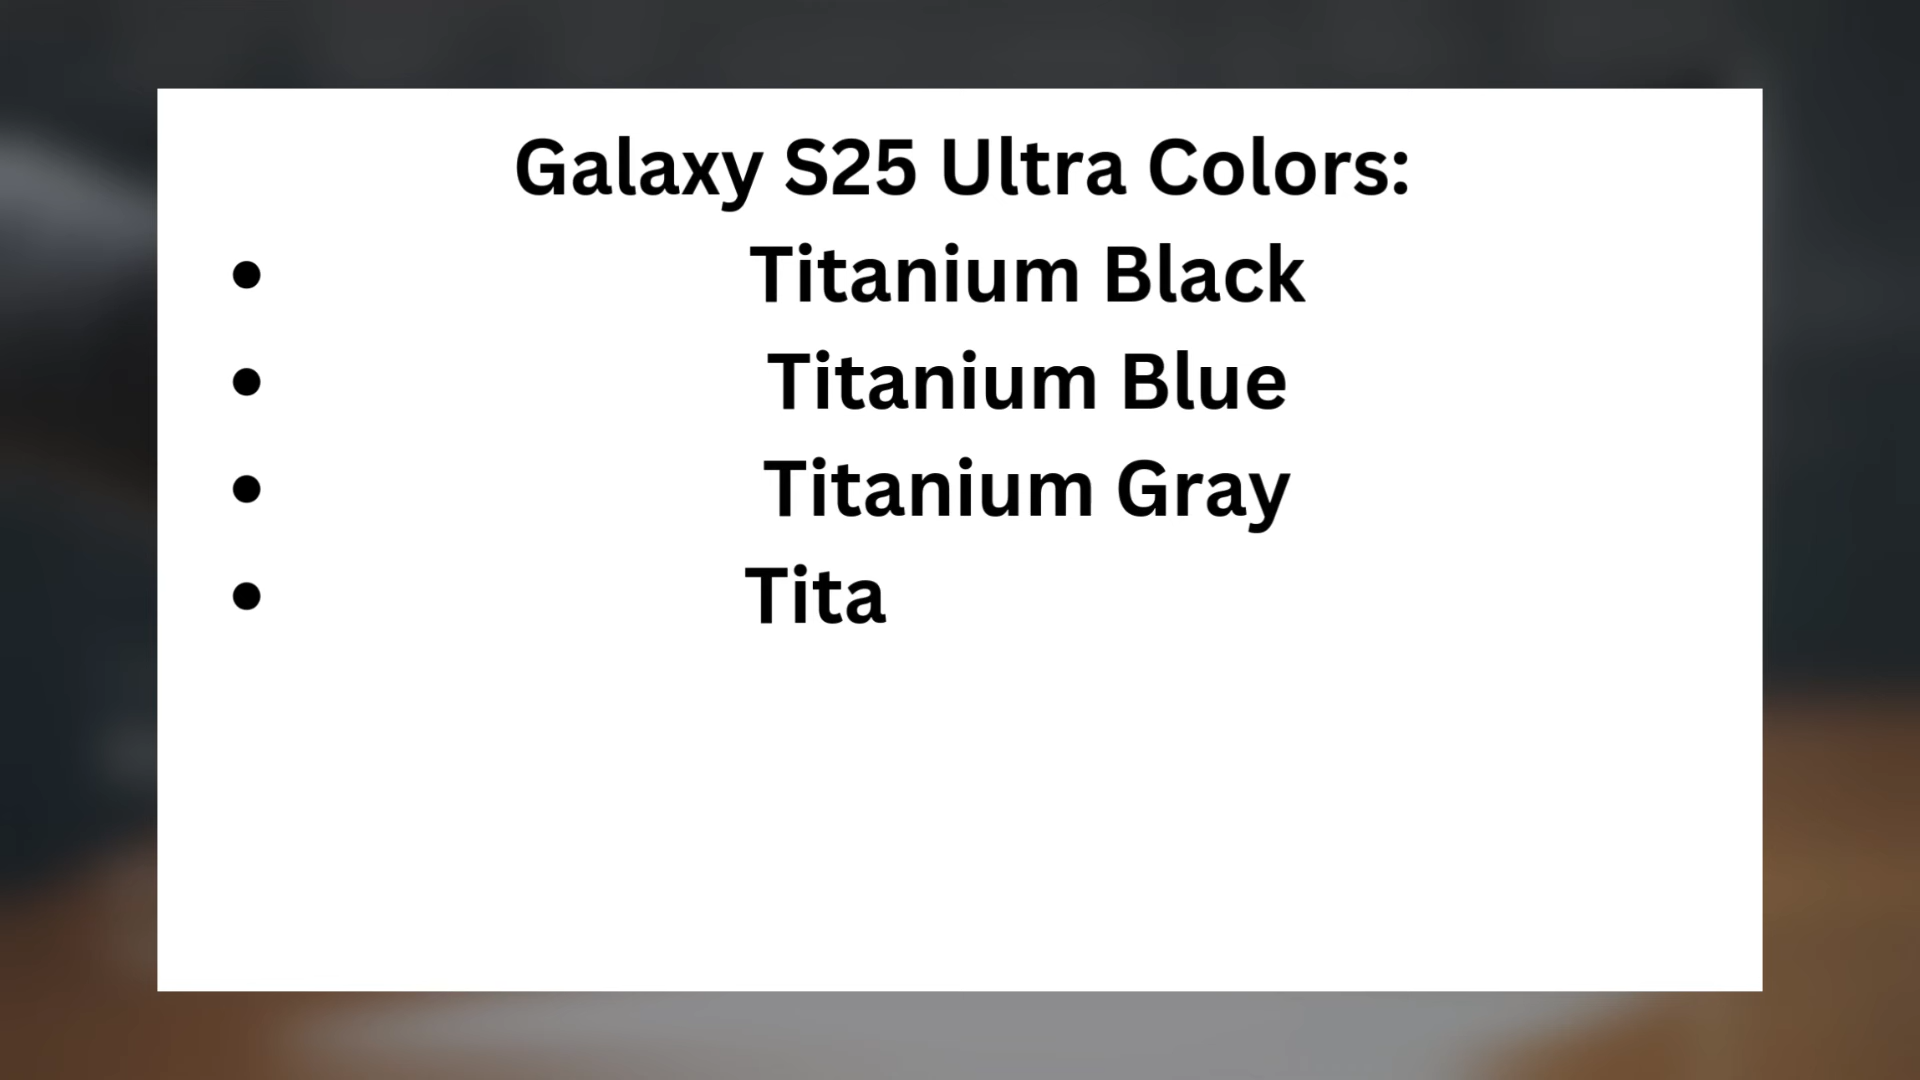 Galaxy S25 Ultra Colors:
• Titanium Black
• Titanium Blue
• Titanium Gray
• Tita